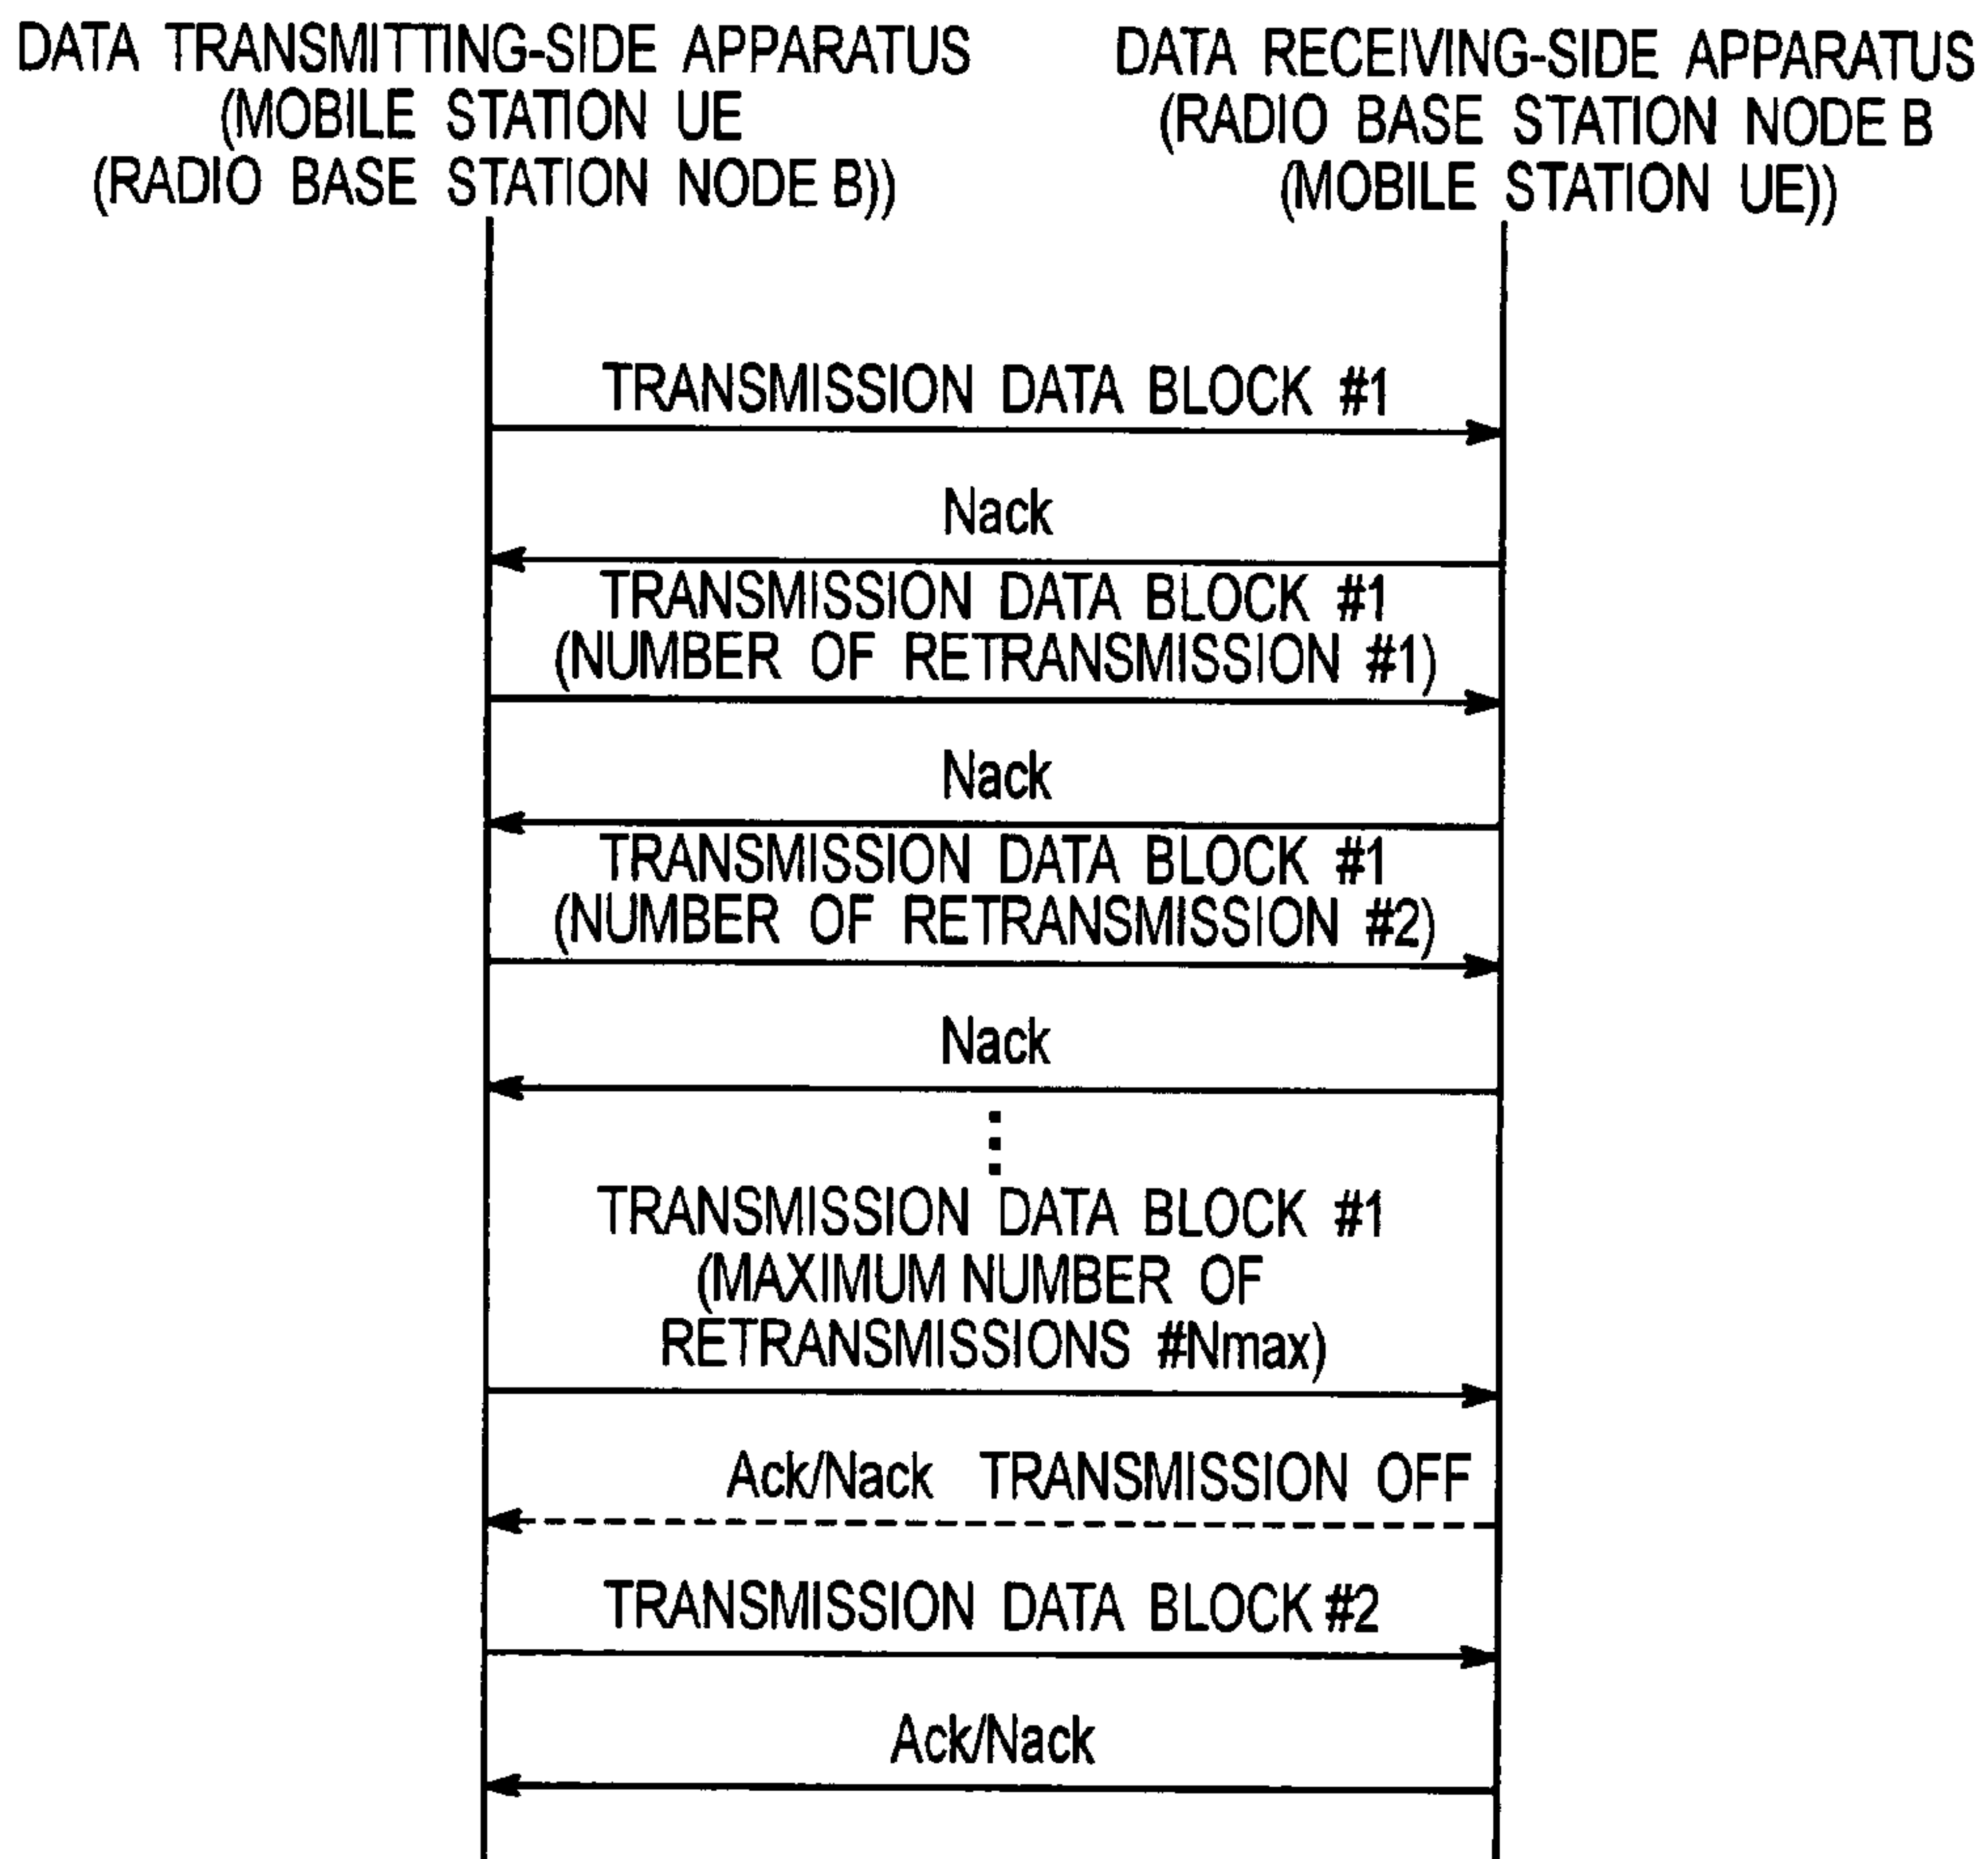 DATA TRANSMITTING-SIDE APPARATUS
(MOBILE STATION UE
(RADIO BASE STATION NODE B))
DATA RECEIVING-SIDE APPARATUS
(RADIO BASE STATION NODE B
(MOBILE STATION UE))
TRANSMISSION DATA BLOCK #1
Nack
TRANSMISSION DATA BLOCK #1
(NUMBER OF RETRANSMISSION #1)
Nack
TRANSMISSION DATA BLOCK #1
(NUMBER OF RETRANSMISSION #2)
Nack
TRANSMISSION DATA BLOCK #1
(MAXIMUM NUMBER OF
RETRANSMISSIONS #Nmax)
Ack/Nack TRANSMISSION OFF
TRANSMISSION DATA BLOCK #2
Ack/Nack